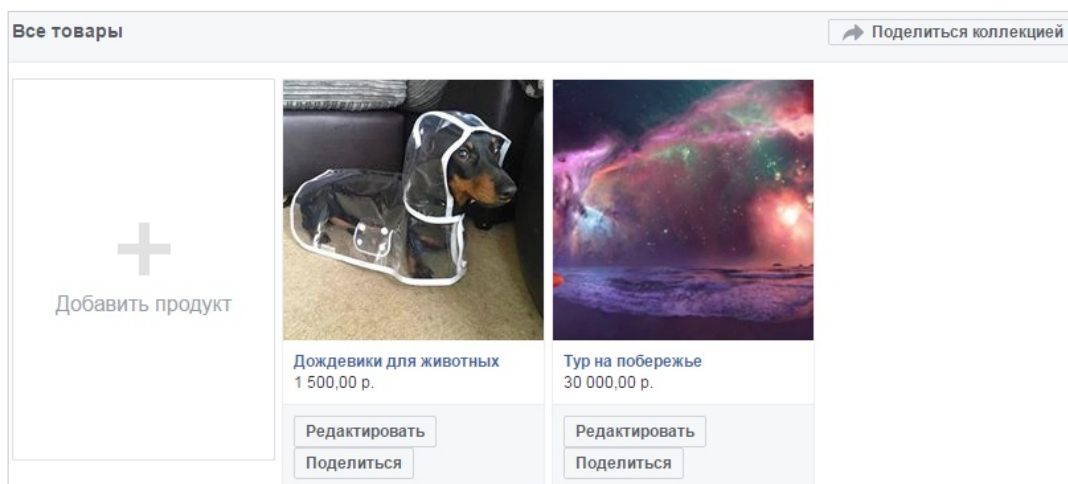 Все товары
Поделиться коллекцией
Добавить продукт
Дождевики для животных
1 500,00 р.
Редактировать
Поделиться
Тур на побережье
30 000,00 р.
Редактировать
Поделиться